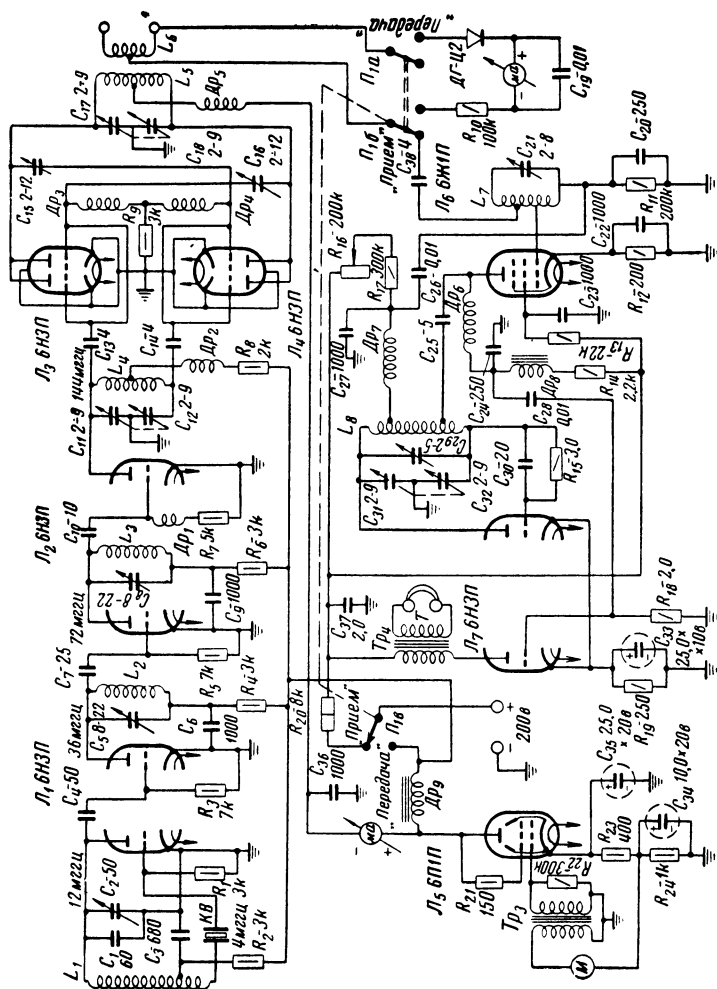 L₁
12мггц
C₁ 60
C₂-50
C₃-680
4мггц
R₂-3к
КВ
R₁ 3к
C₄-50
Л₁ 6Н3П
R₃ 7к
36мггц
C₅ 8-22
L₂
C₆ 1000
R₄-3к
R₅ 7к
C₇-25
72мггц
C₈ 8-22
L₃
C₉-1000
R₆-3к
Л₂ 6Н3П
C₁₀-10
Др₁
R₇ 5к
C₁₁ 2-9
144мггц
C₁₂ 2-9
L₄
Др₂
R₈ 2к
C₁₃-4
C₁₄-4
Л₃ 6Н3П
Л₄ 6Н3П
C₁₅ 2-12
Др₃
R₉ 3к
Др₄
C₁₆ 2-12
C₁₇ 2-9
C₁₈ 2-9
L₅
Др₅
L₆
П₁а
„Передача"
П₁б
„Прием"
C₃₈-4
R₁₀ 100к
ДГ-Ц2
ма
+
-
C₁₉ 0,01
Л₆ 6Ж1П
L₇
C₂₁ 2-8
C₂₀-250
R₁₁ 200к
C₂₂-1000
R₁₂-200
C₂₃-1000
R₁₃-22к
R₁₆-200к
R₁₇-300к
C₂₆-0,01
C₂₇-1000
Др₇
C₂₅-5
Др₆
C₂₄-250
Др₈
C₂₈ 0,01
R₁₄ 2,2к
L₈
C₂₉ 2-5
C₃₁ 2-9
C₃₂ 2-9
C₃₀-20
R₁₅-3,0
C₃₇ 2,0
Тр₄
Т
Л₇ 6Н3П
R₁₈-2,0
C₃₃ 25,0× ×10в
R₁₉-250
R₂₀-8к
„Прием"
П₁в
„Передача"
C₃₆ 1000
Др₉
+
-
200в
-
ма
+
Л₅ 6П1П
R₂₁ 150
R₂₂-300к
Тр₃
М
R₂₃ 400
R₂₄-1к
C₃₅ 25,0 × 20в
C₃₄ 10,0×20в